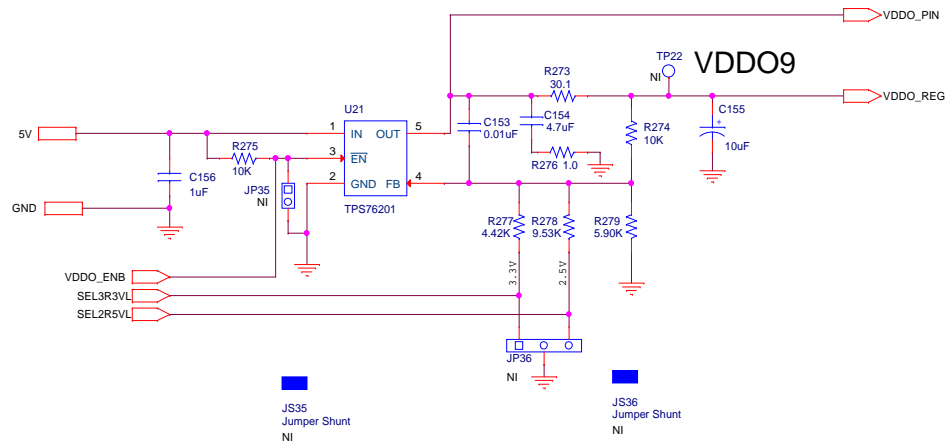 VDDO_PIN
TP22
VDDO9
NI
R273
30.1
VDDO_REG
U21
C153
0.01uF
C154
4.7uF
R274
10K
C155
+
10uF
5V
1
IN
OUT
5
R275
10K
3
EN
R276
1.0
C156
1uF
JP35
NI
2
GND
FB
4
TPS76201
GND
R277
4.42K
R278
9.53K
R279
5.90K
VDDO_ENB
3.3V
2.5V
SEL3R3VL
SEL2R5VL
JP36
NI
JS35
Jumper Shunt
NI
JS36
Jumper Shunt
NI